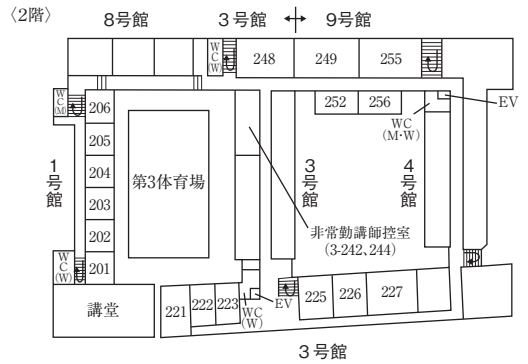 〈2階〉
8号館
3号館
↔
9号館
WC(W)
248
249
255
WC(M)
206
252
256
EV
WC
(M・W)
205
204
第3体育場
203
202
1号館
3号館
4号館
非常勤講師控室
(3-242, 244)
WC(W)
201
講堂
221
222
223
WC
(W)
EV
225
226
227
3号館